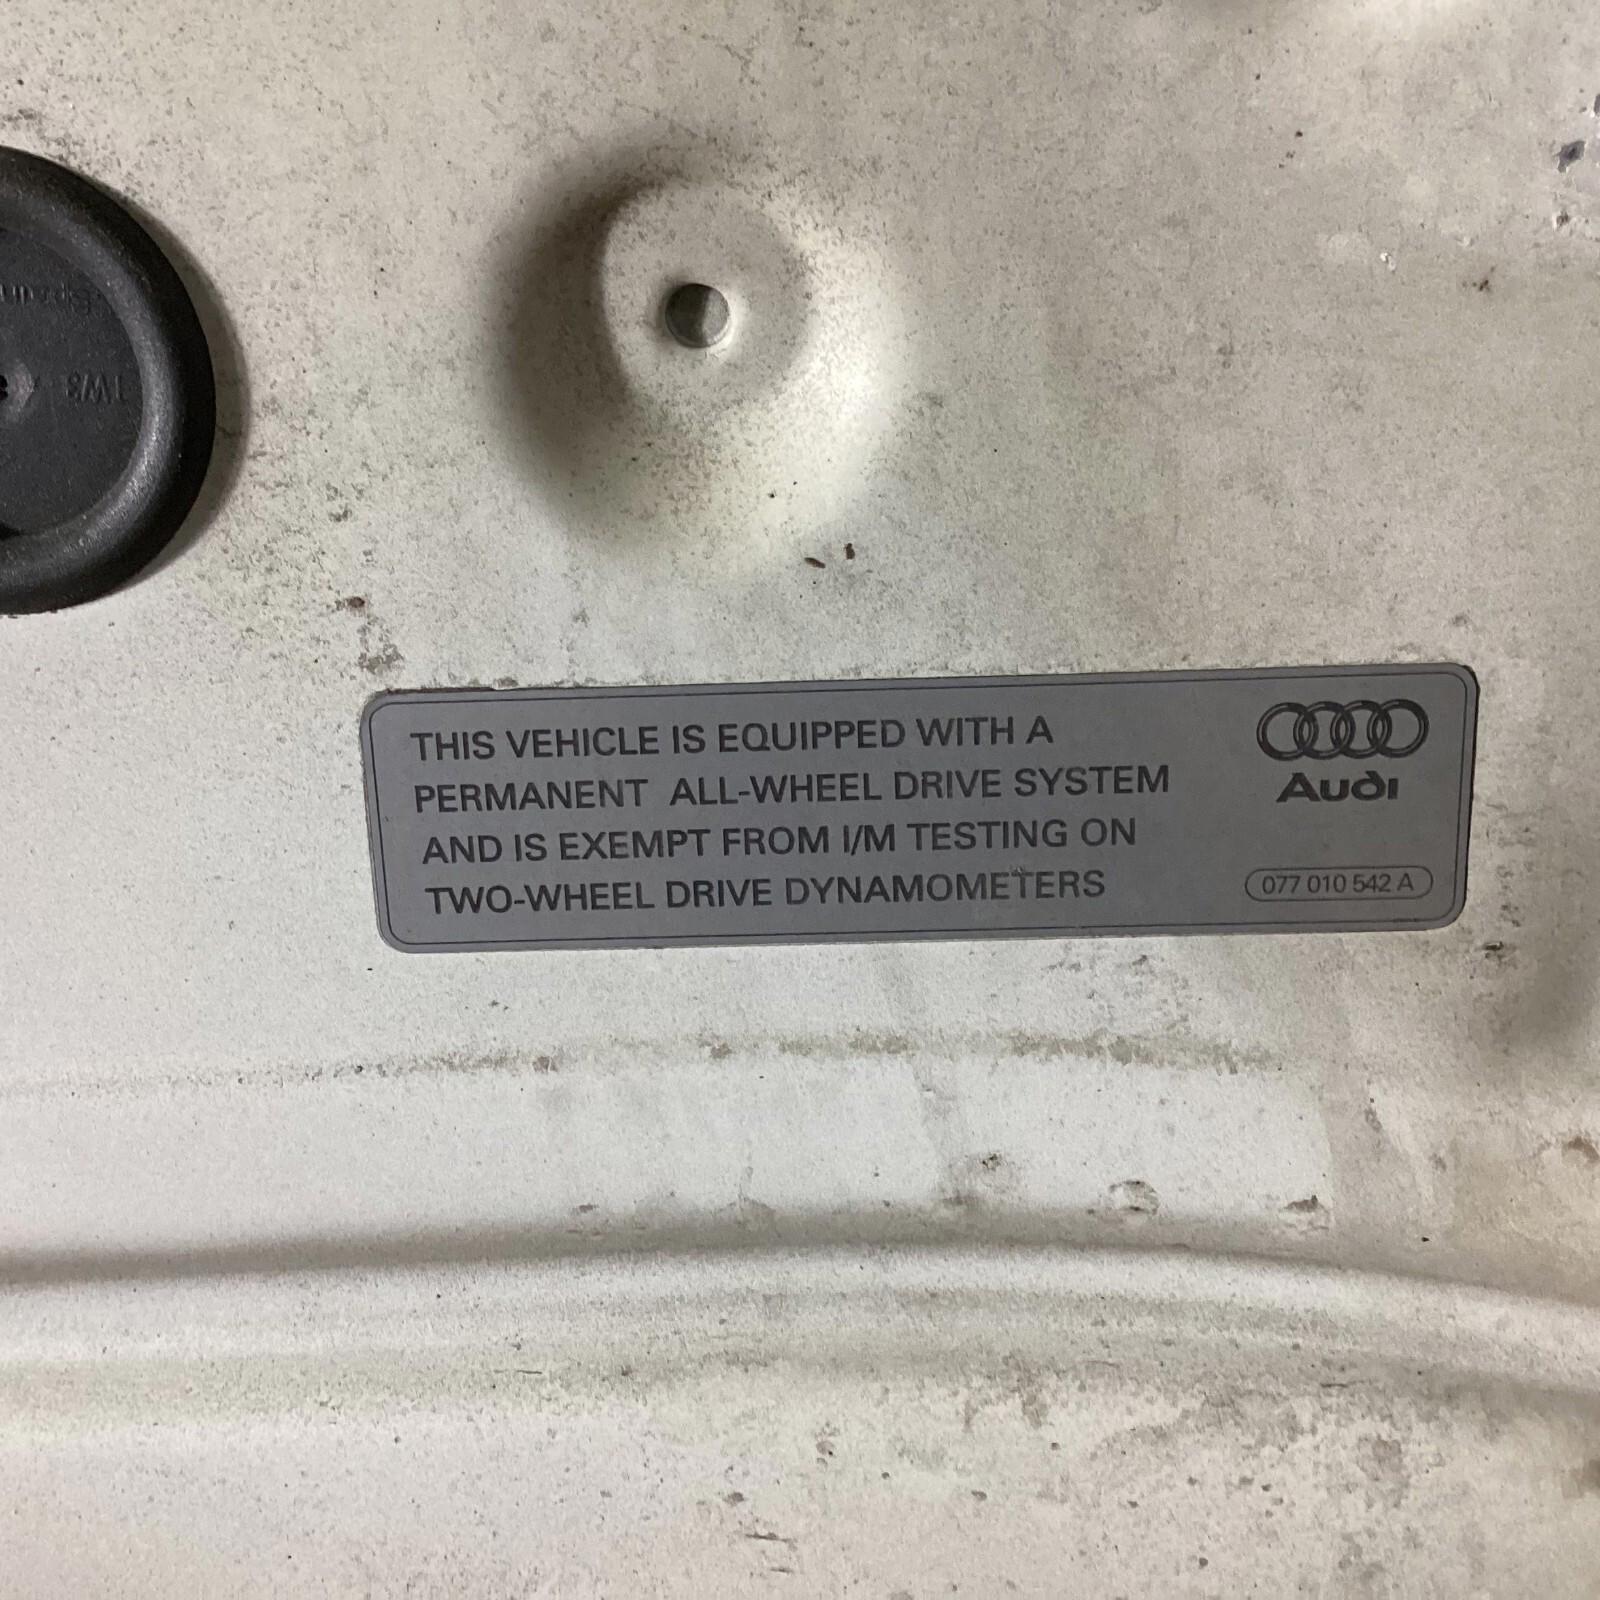 THIS VEHICLE IS EQUIPPED WITH A
PERMANENT ALL-WHEEL DRIVE SYSTEM
AND IS EXEMPT FROM I/M TESTING ON
TWO-WHEEL DRIVE DYNAMOMETERS
Audi
077 010 542 A